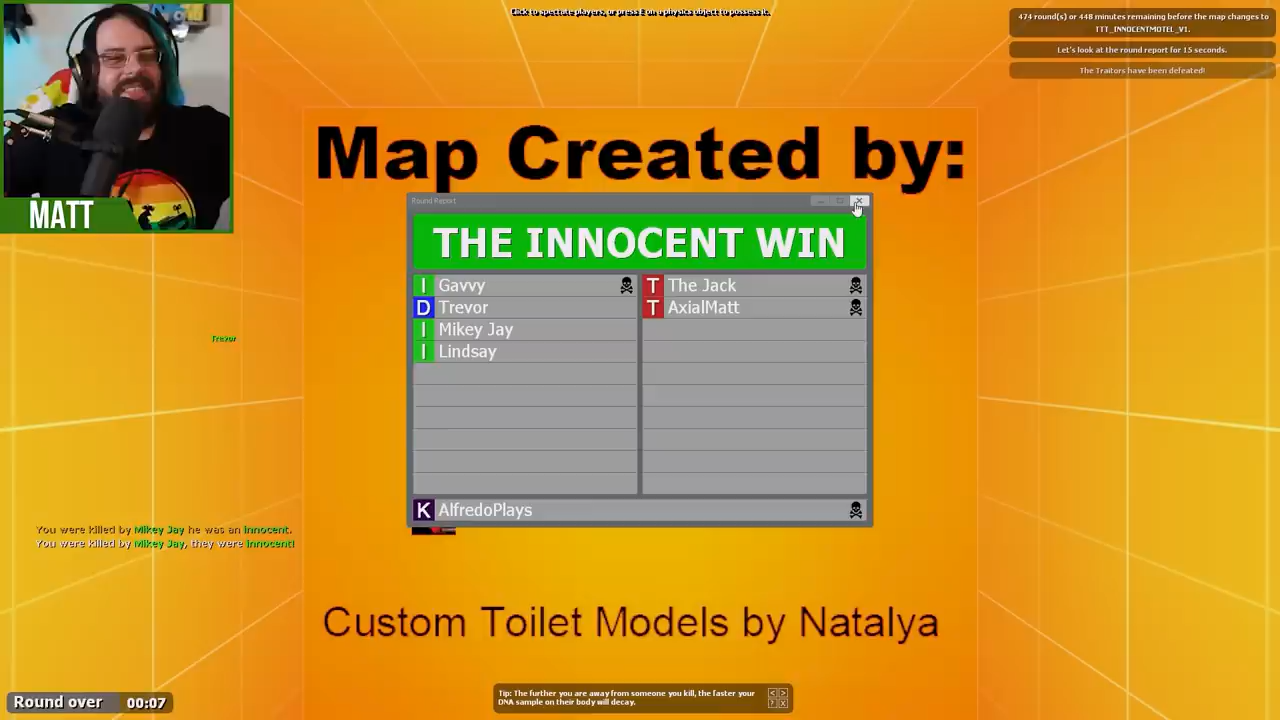 Click to spectate players, or press E on a physics object to possess it.
474 round(s) or 448 minutes remaining before the map changes to
TTT_INNOCENTMOTEL_V1.
Let's look at the round report for 15 seconds.
The Traitors have been defeated!
MATT
Map Created by:
Round Report
THE INNOCENT WIN
I Gavvy
T The Jack
D Trevor
T AxialMatt
I Mikey Jay
I Lindsay
K AlfredoPlays
Trevor
You were killed by Mikey Jay he was an innocent.
You were killed by Mikey Jay, they were innocent!
Custom Toilet Models by Natalya
Tip: The further you are away from someone you kill, the faster your
DNA sample on their body will decay.
Round over 00:07